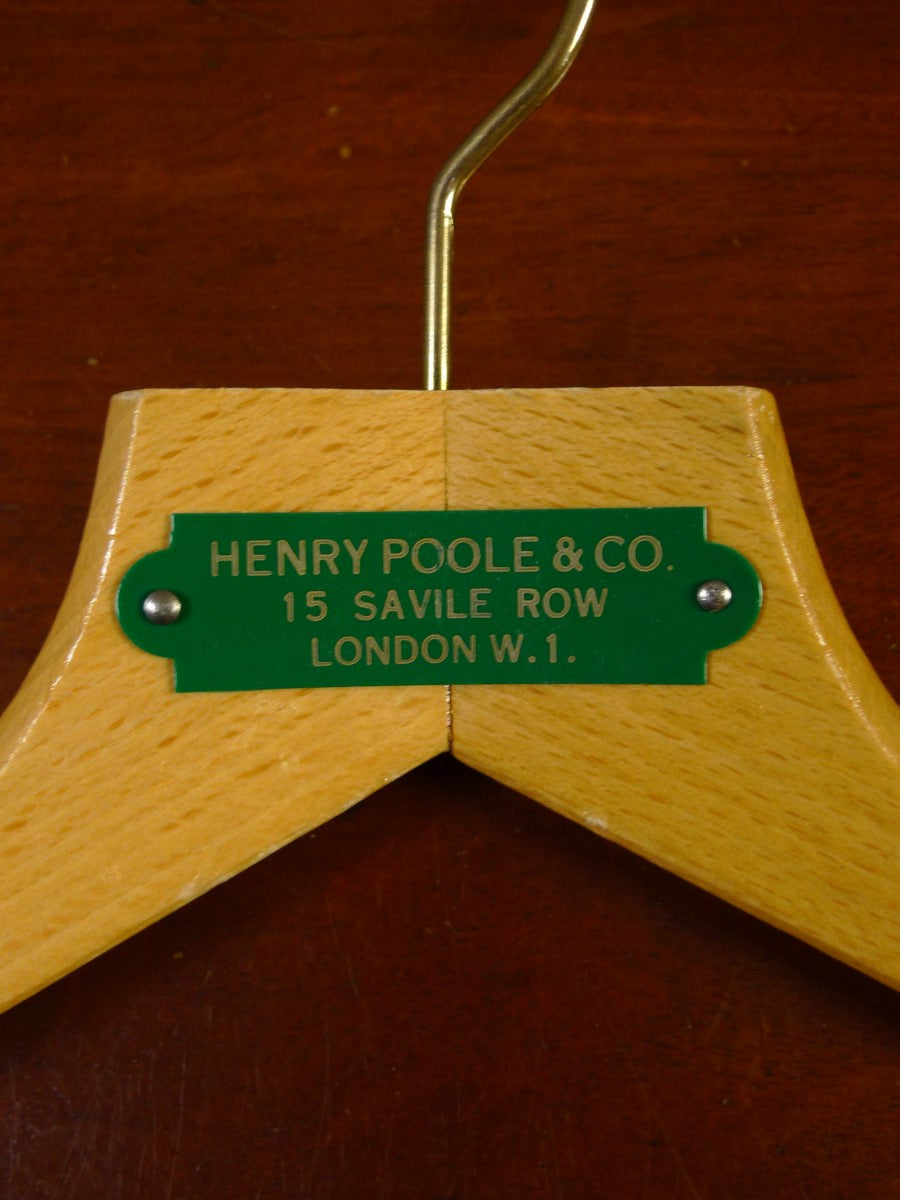 HENRY POOLE & CO.
15 SAVILE ROW
LONDON W.1.